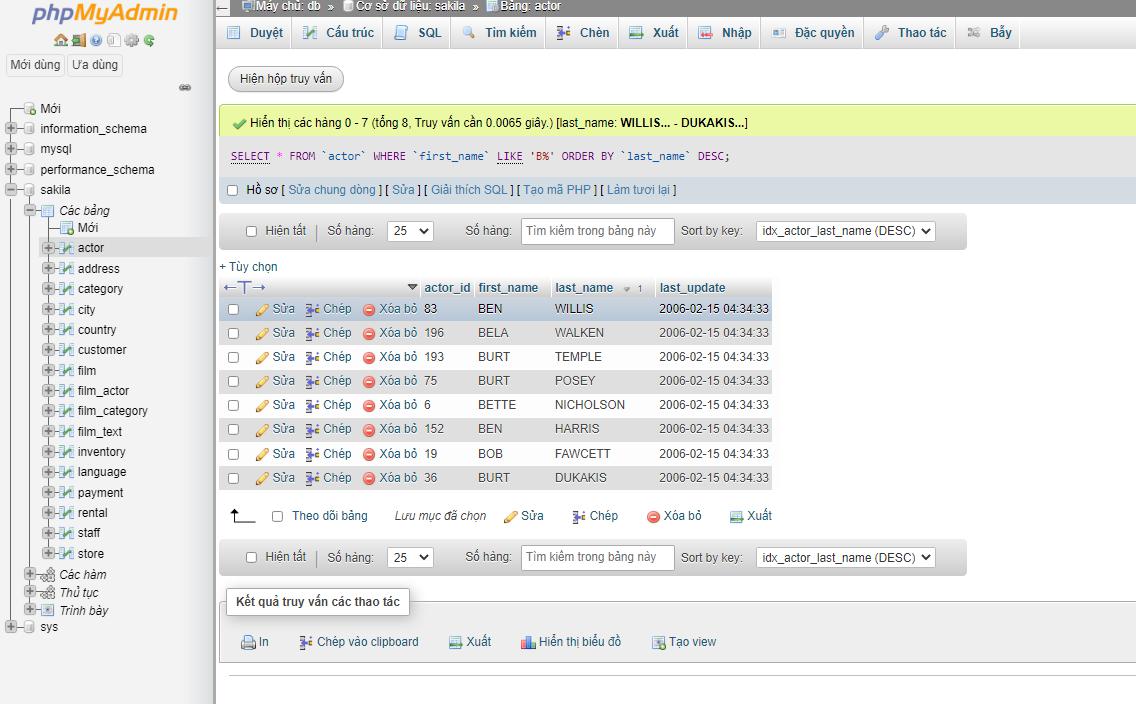 phpMyAdmin
Mới dùng Ưa dùng
Mới
information_schema
mysql
performance_schema
sakila
Các bảng
Mới
actor
address
category
city
country
customer
film
film_actor
film_category
film_text
inventory
language
payment
rental
staff
store
Các hàm
Thủ tục
Trình bày
sys
Máy chủ: db » Cơ sở dữ liệu: sakila » Bảng: actor
Duyệt Cấu trúc SQL Tìm kiếm Chèn Xuất Nhập Đặc quyền Thao tác Bẫy
Hiện hộp truy vấn
Hiển thị các hàng 0 - 7 (tổng 8, Truy vấn cần 0.0065 giây.) [last_name: WILLIS... - DUKAKIS...]
SELECT * FROM `actor` WHERE `first_name` LIKE 'B%' ORDER BY `last_name` DESC;
Hồ sơ [ Sửa chung dòng ] [ Sửa ] [ Giải thích SQL ] [ Tạo mã PHP ] [ Làm tươi lại ]
Hiện tất Số hàng: 25 Số hàng: Tìm kiếm trong bảng này Sort by key: idx_actor_last_name (DESC)
+ Tùy chọn
←T→ actor_id first_name last_name 1 last_update
Sửa Chép Xóa bỏ 83 BEN WILLIS 2006-02-15 04:34:33
Sửa Chép Xóa bỏ 196 BELA WALKEN 2006-02-15 04:34:33
Sửa Chép Xóa bỏ 193 BURT TEMPLE 2006-02-15 04:34:33
Sửa Chép Xóa bỏ 75 BURT POSEY 2006-02-15 04:34:33
Sửa Chép Xóa bỏ 6 BETTE NICHOLSON 2006-02-15 04:34:33
Sửa Chép Xóa bỏ 152 BEN HARRIS 2006-02-15 04:34:33
Sửa Chép Xóa bỏ 19 BOB FAWCETT 2006-02-15 04:34:33
Sửa Chép Xóa bỏ 36 BURT DUKAKIS 2006-02-15 04:34:33
Theo dõi bảng Lưu mục đã chọn Sửa Chép Xóa bỏ Xuất
Hiện tất Số hàng: 25 Số hàng: Tìm kiếm trong bảng này Sort by key: idx_actor_last_name (DESC)
Kết quả truy vấn các thao tác
In Chép vào clipboard Xuất Hiển thị biểu đồ Tạo view